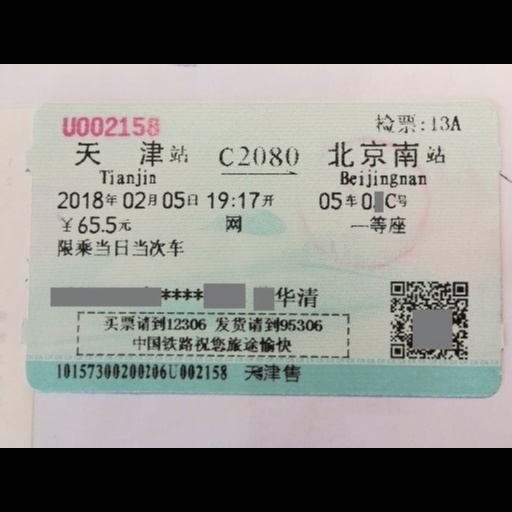 U002158 检票:13A
天津站 C2080 北京南站
Tianjin Beijingnan
2018年02月05日 19:17开 05车0 C号
￥65.5元 网 一等座
限乘当日当次车
**** 华清
买票请到12306 发货请到95306
中国铁路祝您旅途愉快
10157300200206U002158 天津售